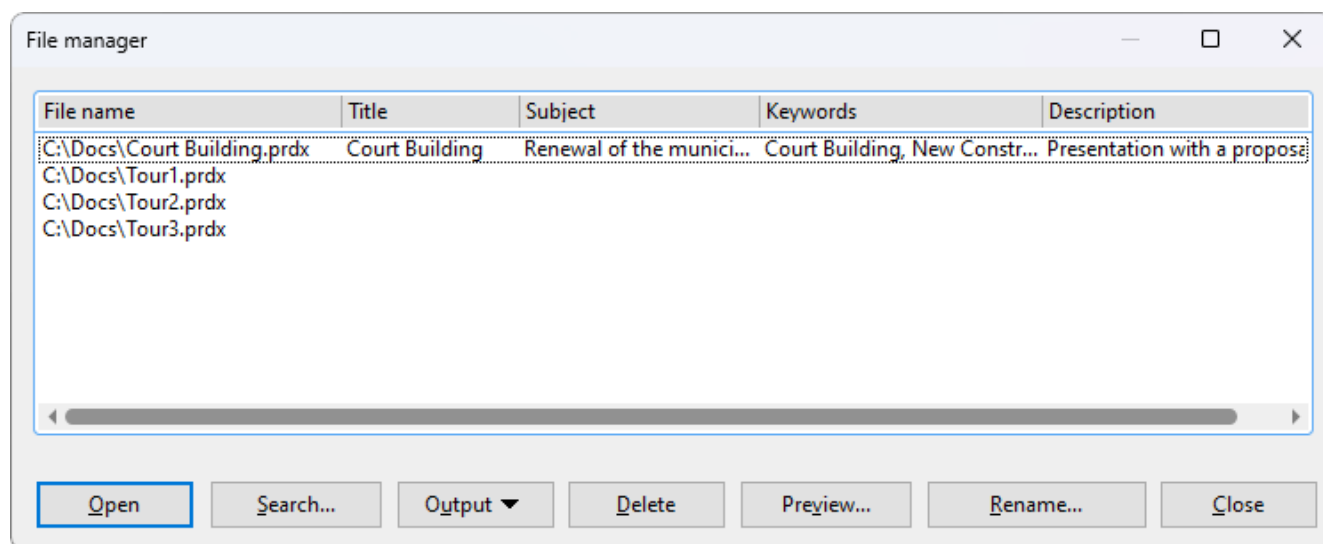 File manager
File name Title Subject Keywords Description
C:\Docs\Court Building.prdx Court Building Renewal of the munici... Court Building, New Constr... Presentation with a proposa
C:\Docs\Tour1.prdx
C:\Docs\Tour2.prdx
C:\Docs\Tour3.prdx
Open Search... Output Delete Preview... Rename... Close